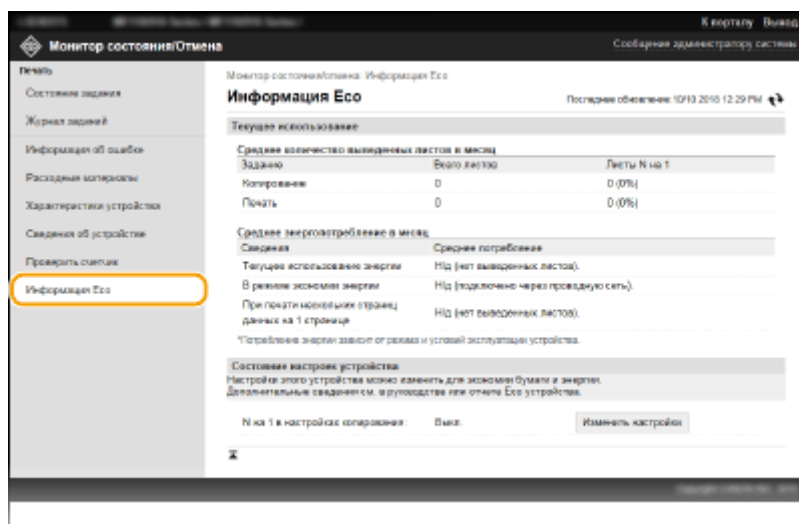 К порталу Выход
Монитор состояния/Отмена
Сообщение администратору системы
Печать
Состояние задания
Журнал заданий
Информация об ошибке
Расходные материалы
Характеристики устройства
Сведения об устройстве
Проверить счетчик
Информация Eco
Монитор состояния/отмена: Информация Eco
Информация Eco
Последнее обновление: 10/10 2018 12:29 PM
Текущее использование
Среднее количество выведенных листов в месяц
Задание Всего листов Листы N на 1
Копирование 0 0 (0%)
Печать 0 0 (0%)
Среднее энергопотребление в месяц
Сведения Среднее потребление
Текущее использование энергии Н/д (нет выведенных листов).
В режиме экономии энергии Н/д (подключено через проводную сеть).
При печати нескольких страниц
данных на 1 странице Н/д (нет выведенных листов).
*Потребление энергии зависит от режима и условий эксплуатации устройства.
Состояние настроек устройства
Настройки этого устройства можно изменить для экономии бумаги и энергии.
Дополнительные сведения см. в руководстве или отчете Eco устройства.
N на 1 в настройках копирования: Выкл. Изменить настройки